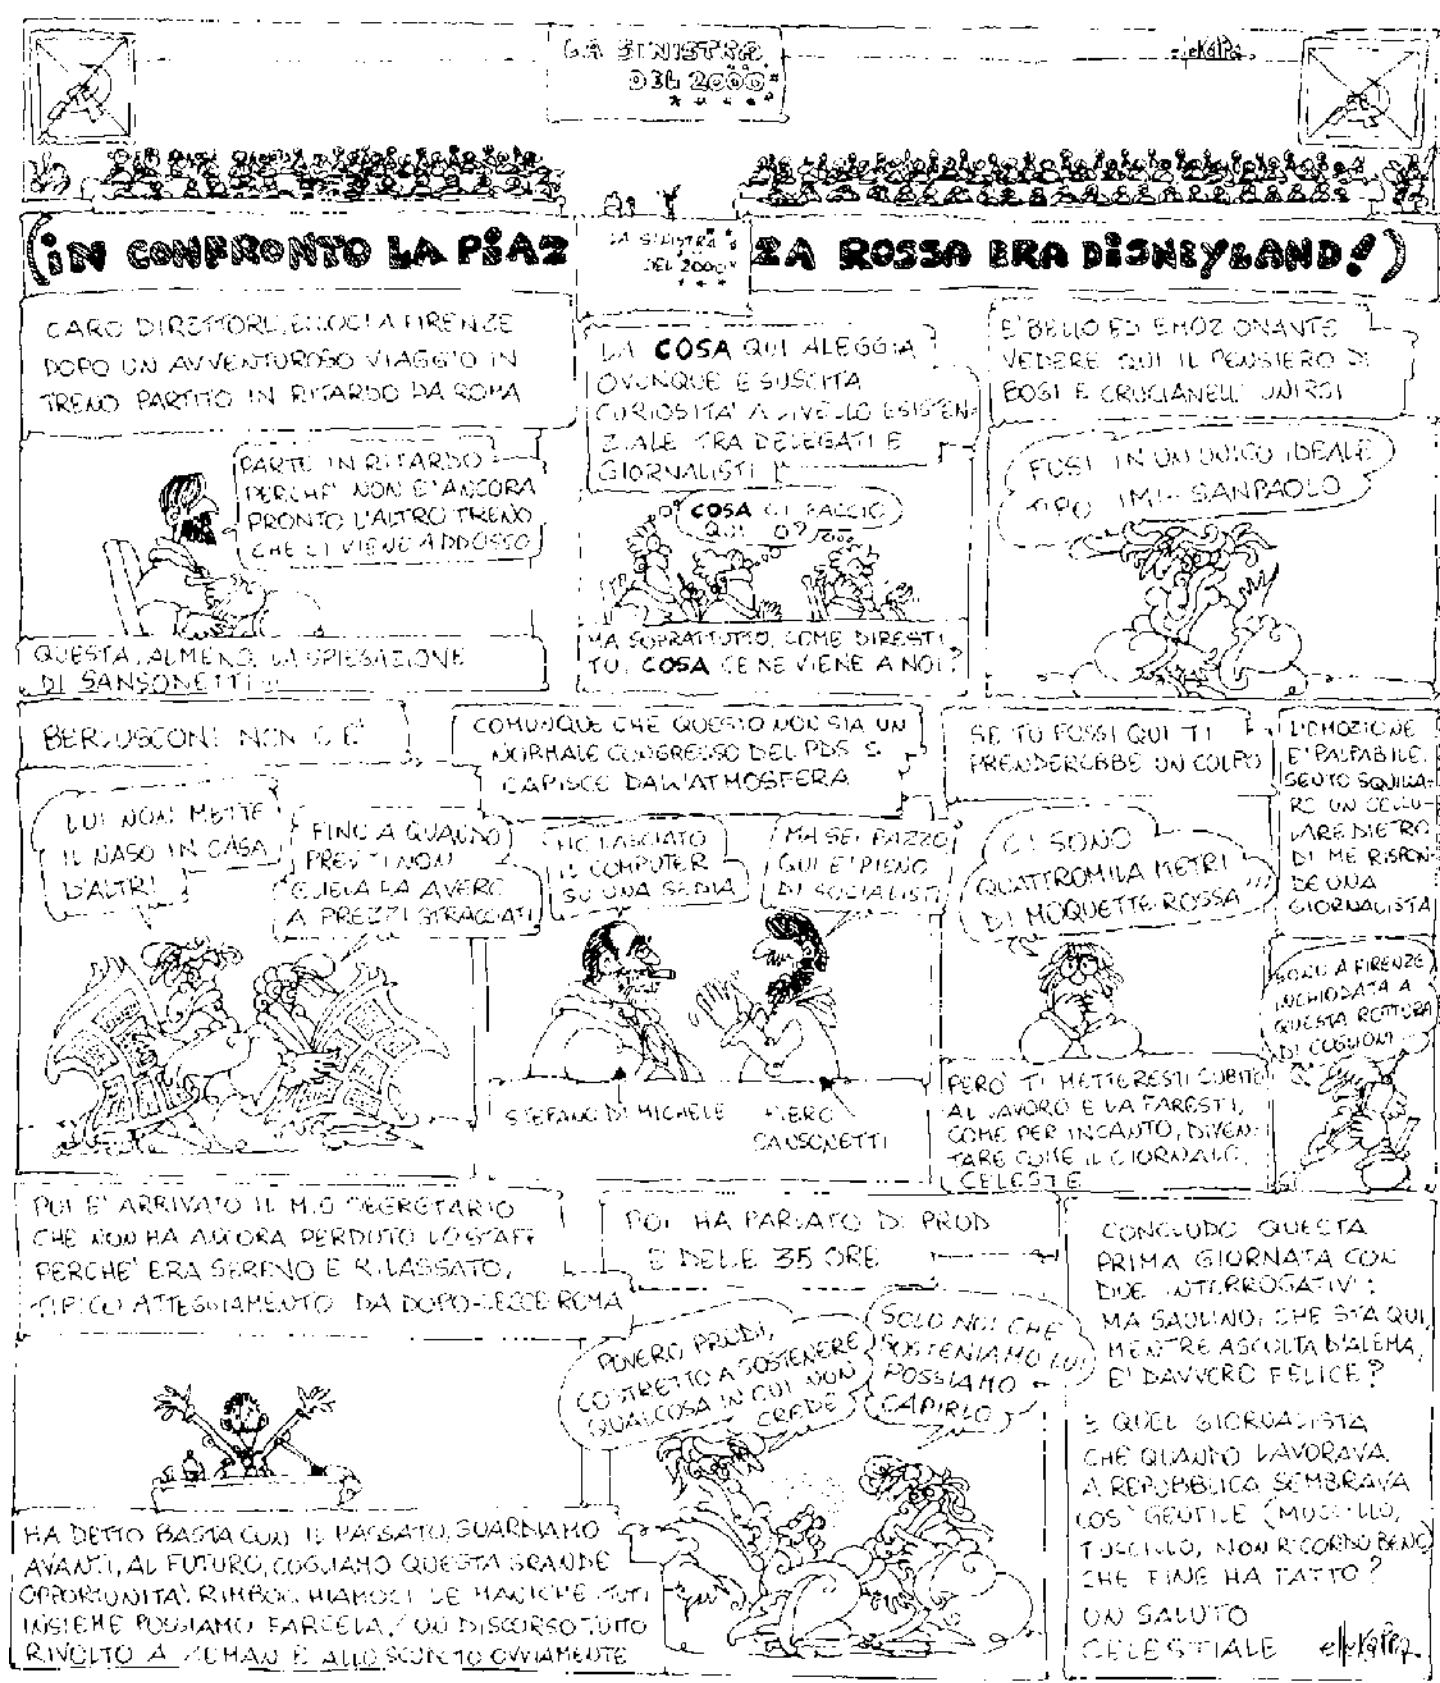 LA SINISTRA
DEL 2000
elleKappa
LA SINISTRA
DEL 2000
(IN CONFRONTO LA PIAZ ZA ROSSA ERA DISNEYLAND!)
CARO DIRETTORE, ECCOCI A FIRENZE
DOPO UN AVVENTUROSO VIAGGIO IN
TRENO PARTITO IN RITARDO DA ROMA
PARTE IN RITARDO
PERCHE' NON E' ANCORA
PRONTO L'ALTRO TRENO
CHE CI VIENE ADDOSSO
QUESTA, ALMENO, LA SPIEGAZIONE
DI SANSONETTI
LA COSA QUI ALEGGIA
OVUNQUE E SUSCITA
CURIOSITA' A LIVELLO ESISTEN-
ZIALE TRA DELEGATI E
GIORNALISTI
COSA CI FACCIO
QUI IO?
MA SOPRATTUTTO, COME DIRESTI
TU, COSA CE NE VIENE A NOI?
E' BELLO ED EMOZIONANTE
VEDERE QUI IL PENSIERO DI
BOGI E CRUCIANELLI UNIRSI
FUSI IN UN UNICO IDEALE
TIPO IMI-SANPAOLO
BERLUSCONI NON C'E'
LUI NON METTE
IL NASO IN CASA
D'ALTRI
FINO A QUANDO
PREVITI NON
GLIELA FA AVERE
A PREZZI STRACCIATI
COMUNQUE CHE QUESTO NON SIA UN
NORMALE CONGRESSO DEL PDS SI
CAPISCE DALL'ATMOSFERA
HO LASCIATO
IL COMPUTER
SU UNA SEDIA
MA SEI PAZZO,
QUI E' PIENO
DI SOCIALISTI
STEFANO DI MICHELE
PIERO
SANSONETTI
SE TU FOSSI QUI TI
PRENDEREBBE UN COLPO
CI SONO
QUATTROMILA METRI
DI MOQUETTE ROSSA
PERO' TI METTERESTI SUBITO
AL LAVORO E LA FARESTI,
COME PER INCANTO, DIVEN-
TARE COME IL GIORNALE,
CELESTE
L'EMOZIONE
E' PALPABILE.
SENTO SQUILLA-
RE UN CELLU-
LARE DIETRO
DI ME RISPON-
DE UNA
GIORNALISTA
SONO A FIRENZE
INCHIODATA A
QUESTA ROTTURA
DI COGLIONI
POI E' ARRIVATO IL MIO SEGRETARIO
CHE NON HA ANCORA PERDUTO LO STAFF
PERCHE' ERA SERENO E RILASSATO,
TIPICO ATTEGGIAMENTO DA DOPO-LECCE ROMA
HA DETTO BASTA CON IL PASSATO, GUARDIAMO
AVANTI, AL FUTURO, COGLIAMO QUESTA GRANDE
OPPORTUNITA', RIMBOCCHIAMOCI LE MANICHE TUTTI
INSIEME POSSIAMO FARCELA! UN DISCORSO TUTTO
RIVOLTO A ZEMAN E ALLO SCUDETTO OVVIAMENTE
POI HA PARLATO DI PRODI
E DELLE 35 ORE
POVERO PRODI,
COSTRETTO A SOSTENERE
QUALCOSA IN CUI NON
CREDE
SOLO NOI CHE
SOSTENIAMO LUI
POSSIAMO
CAPIRLO
CONCLUDO QUESTA
PRIMA GIORNATA CON
DUE INTERROGATIVI:
MA SAULINO, CHE STA QUI,
MENTRE ASCOLTA D'ALEMA,
E' DAVVERO FELICE?
E QUEL GIORNALISTA
CHE QUANDO LAVORAVA
A REPUBBLICA SEMBRAVA
COSI' GENTILE (MUSCILLO,
TUSCILLO, NON RICORDO BENE)
CHE FINE HA FATTO?
UN SALUTO
CELESTIALE elleKappa